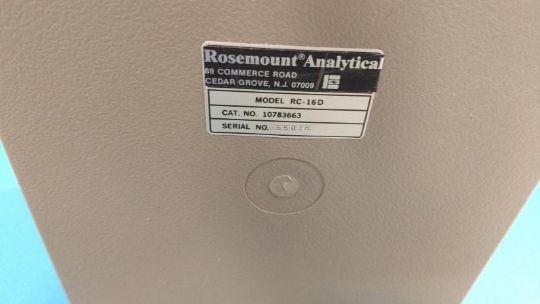 Rosemount® Analytical
89 COMMERCE ROAD
CEDAR GROVE, N.J. 07009
MODEL RC-16D
CAT. NO. 10783663
SERIAL NO.